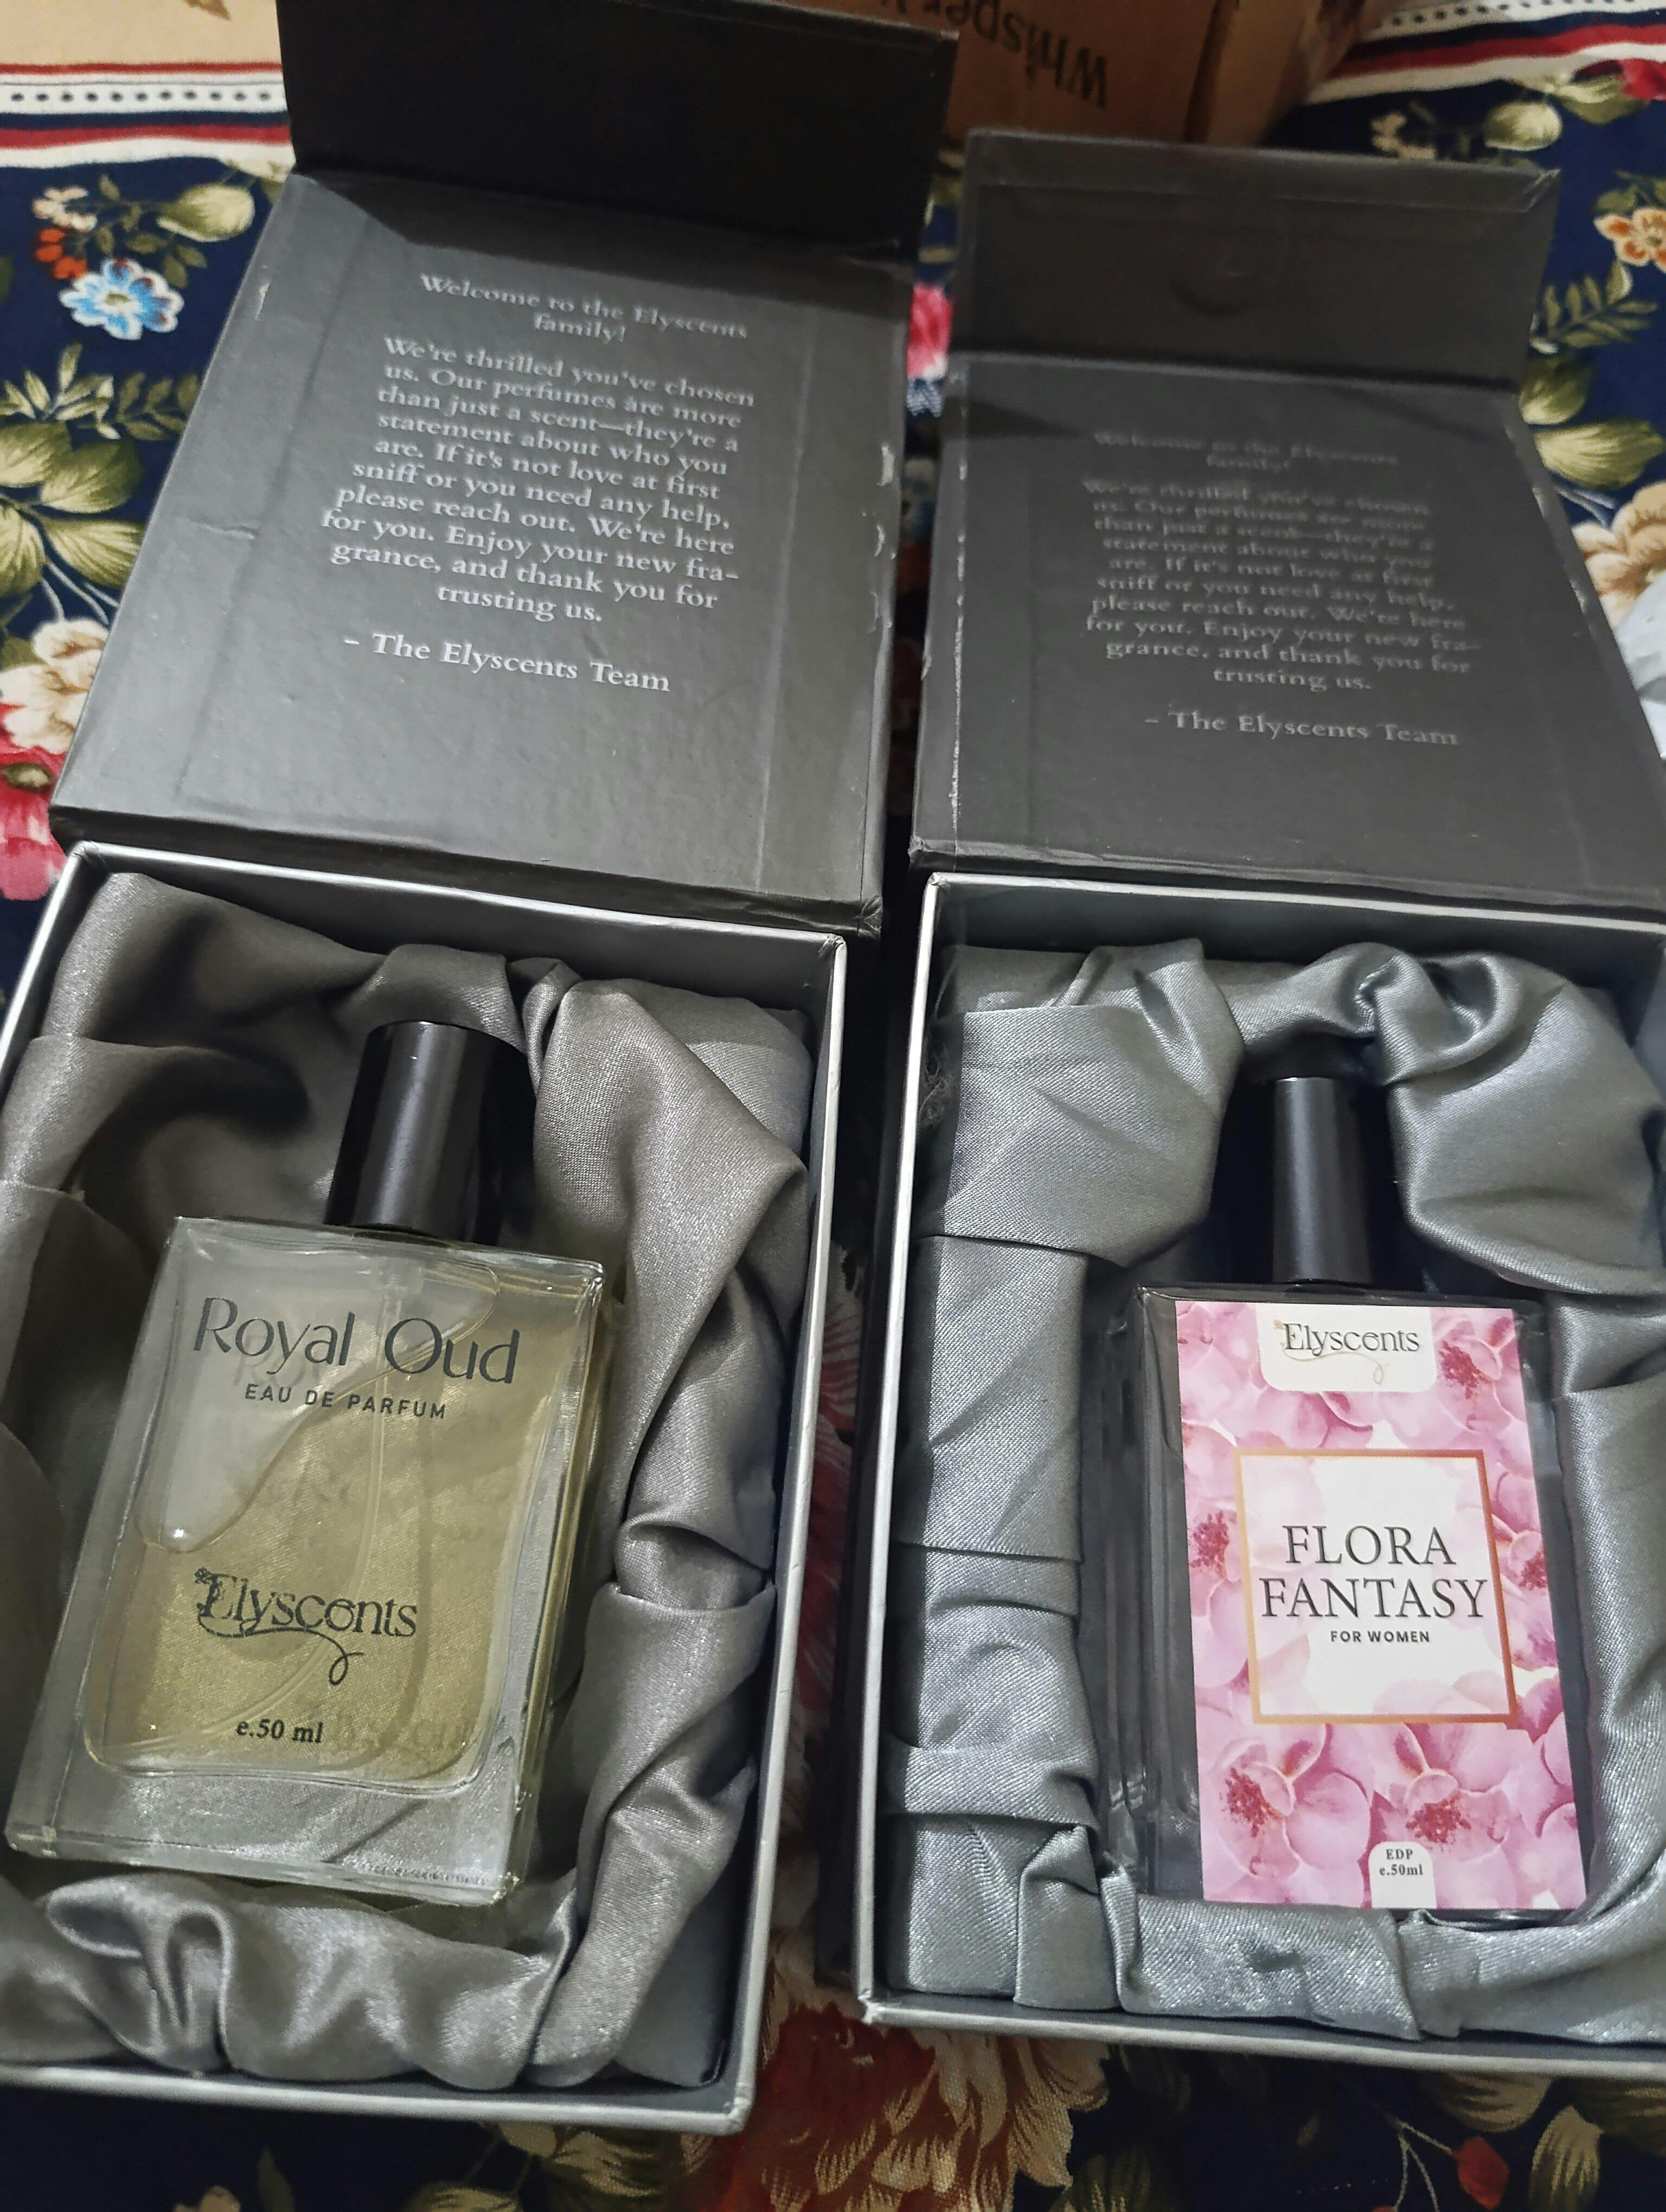 Whisper
Welcome to the Elyscents
family!
We're thrilled you've chosen
us. Our perfumes are more
than just a scent—they're a
statement about who you
are. If it's not love at first
sniff or you need any help,
please reach out. We're here
for you. Enjoy your new fra-
grance, and thank you for
trusting us.
- The Elyscents Team
Welcome to the Elyscents
family!
We're thrilled you've chosen
us. Our perfumes are more
than just a scent—they're a
statement about who you
are. If it's not love at first
sniff or you need any help,
please reach out. We're here
for you. Enjoy your new fra-
grance, and thank you for
trusting us.
- The Elyscents Team
Royal Oud
EAU DE PARFUM
Elyscents
e.50 ml
Elyscents
FLORA
FANTASY
FOR WOMEN
EDP
e.50ml